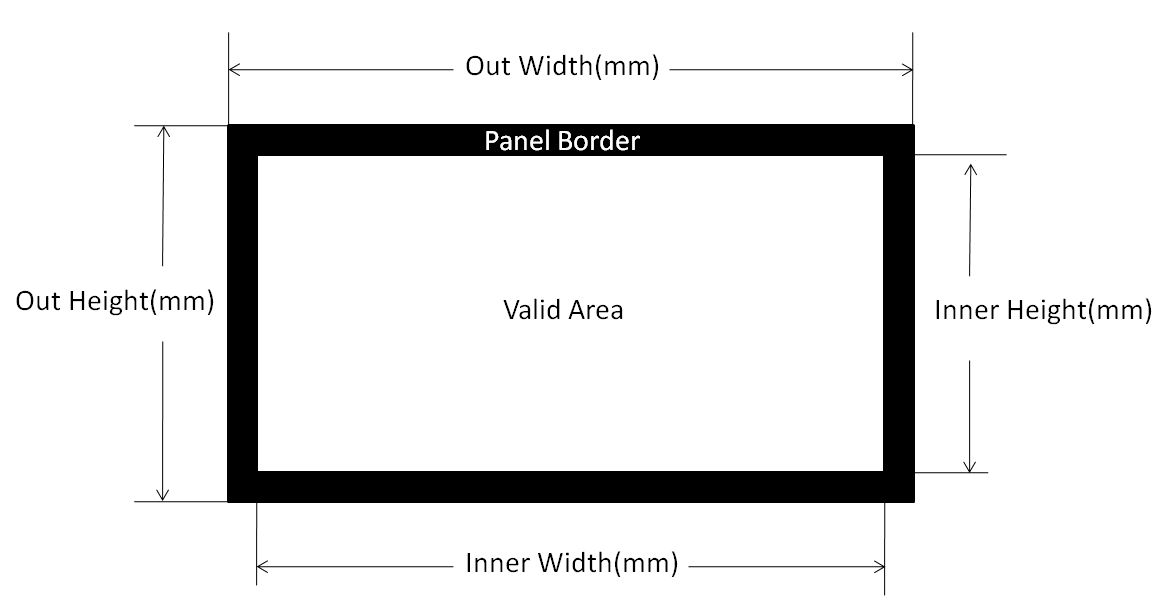 Out Width(mm)
Panel Border
Out Height(mm)
Valid Area
Inner Height(mm)
Inner Width(mm)